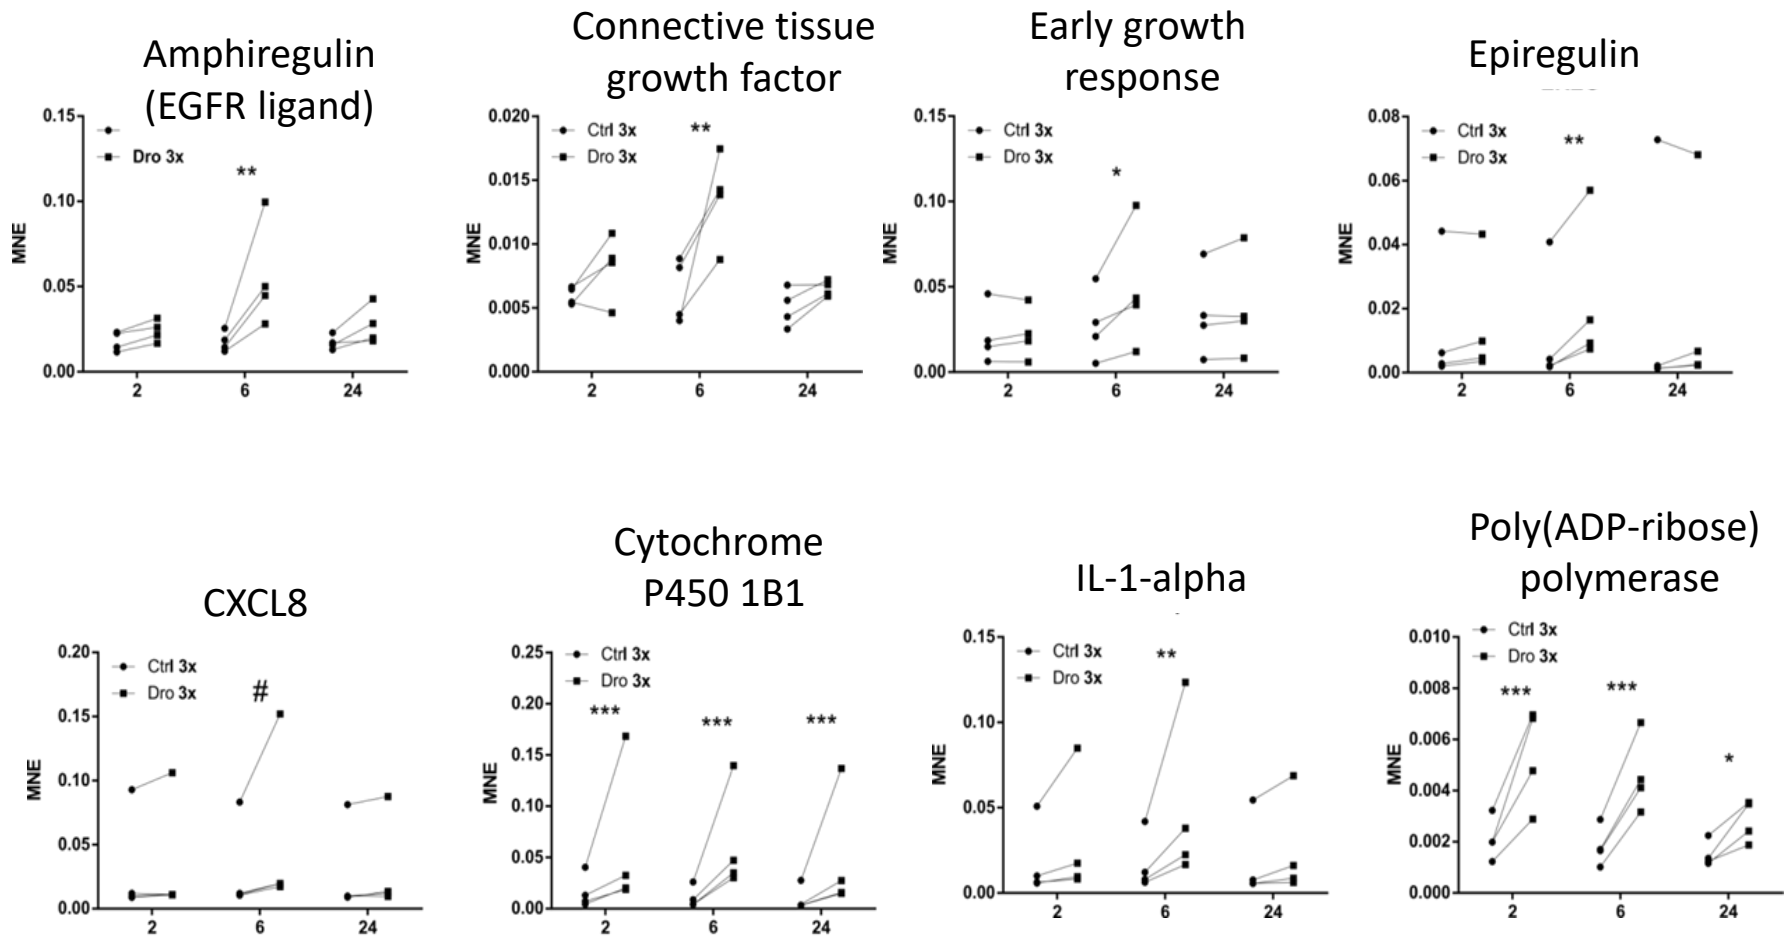 Amphiregulin
(EGFR ligand)
Dro 3x
**
0.15
0.10
0.05
0.00
MNE
2 6 24
Connective tissue
growth factor
Ctrl 3x
Dro 3x
**
0.020
0.015
0.010
0.005
0.000
MNE
2 6 24
Early growth
response
Ctrl 3x
Dro 3x
*
0.15
0.10
0.05
0.00
MNE
2 6 24
Epiregulin
Ctrl 3x
Dro 3x
**
0.08
0.06
0.04
0.02
0.00
MNE
2 6 24
CXCL8
Ctrl 3x
Dro 3x
#
0.20
0.15
0.10
0.05
0.00
MNE
2 6 24
Cytochrome
P450 1B1
Ctrl 3x
Dro 3x
*** *** ***
0.25
0.20
0.15
0.10
0.05
0.00
MNE
2 6 24
IL-1-alpha
Ctrl 3x
Dro 3x
**
0.15
0.10
0.05
0.00
MNE
2 6 24
Poly(ADP-ribose)
polymerase
Ctrl 3x
Dro 3x
*** *** *
0.010
0.008
0.006
0.004
0.002
0.000
MNE
2 6 24